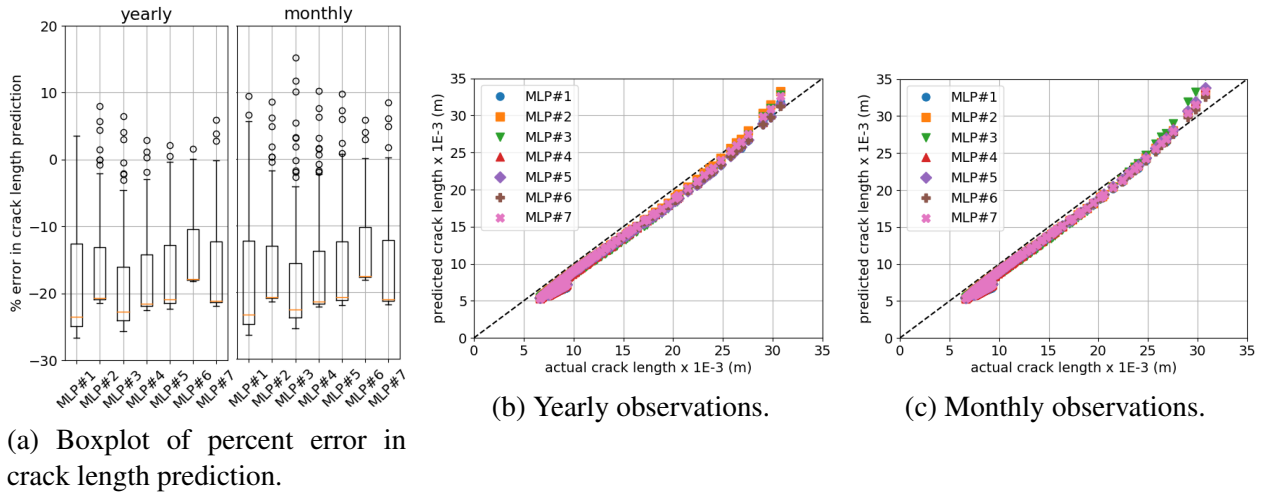 yearly
monthly
% error in crack length prediction
20
10
0
−10
−20
−30
MLP#1
MLP#2
MLP#3
MLP#4
MLP#5
MLP#6
MLP#7
MLP#1
MLP#2
MLP#3
MLP#4
MLP#5
MLP#6
MLP#7
(a) Boxplot of percent error in
crack length prediction.
predicted crack length x 1E-3 (m)
35
30
25
20
15
10
5
0
MLP#1
MLP#2
MLP#3
MLP#4
MLP#5
MLP#6
MLP#7
0 5 10 15 20 25 30 35
actual crack length x 1E-3 (m)
(b) Yearly observations.
predicted crack length x 1E-3 (m)
35
30
25
20
15
10
5
0
MLP#1
MLP#2
MLP#3
MLP#4
MLP#5
MLP#6
MLP#7
0 5 10 15 20 25 30 35
actual crack length x 1E-3 (m)
(c) Monthly observations.